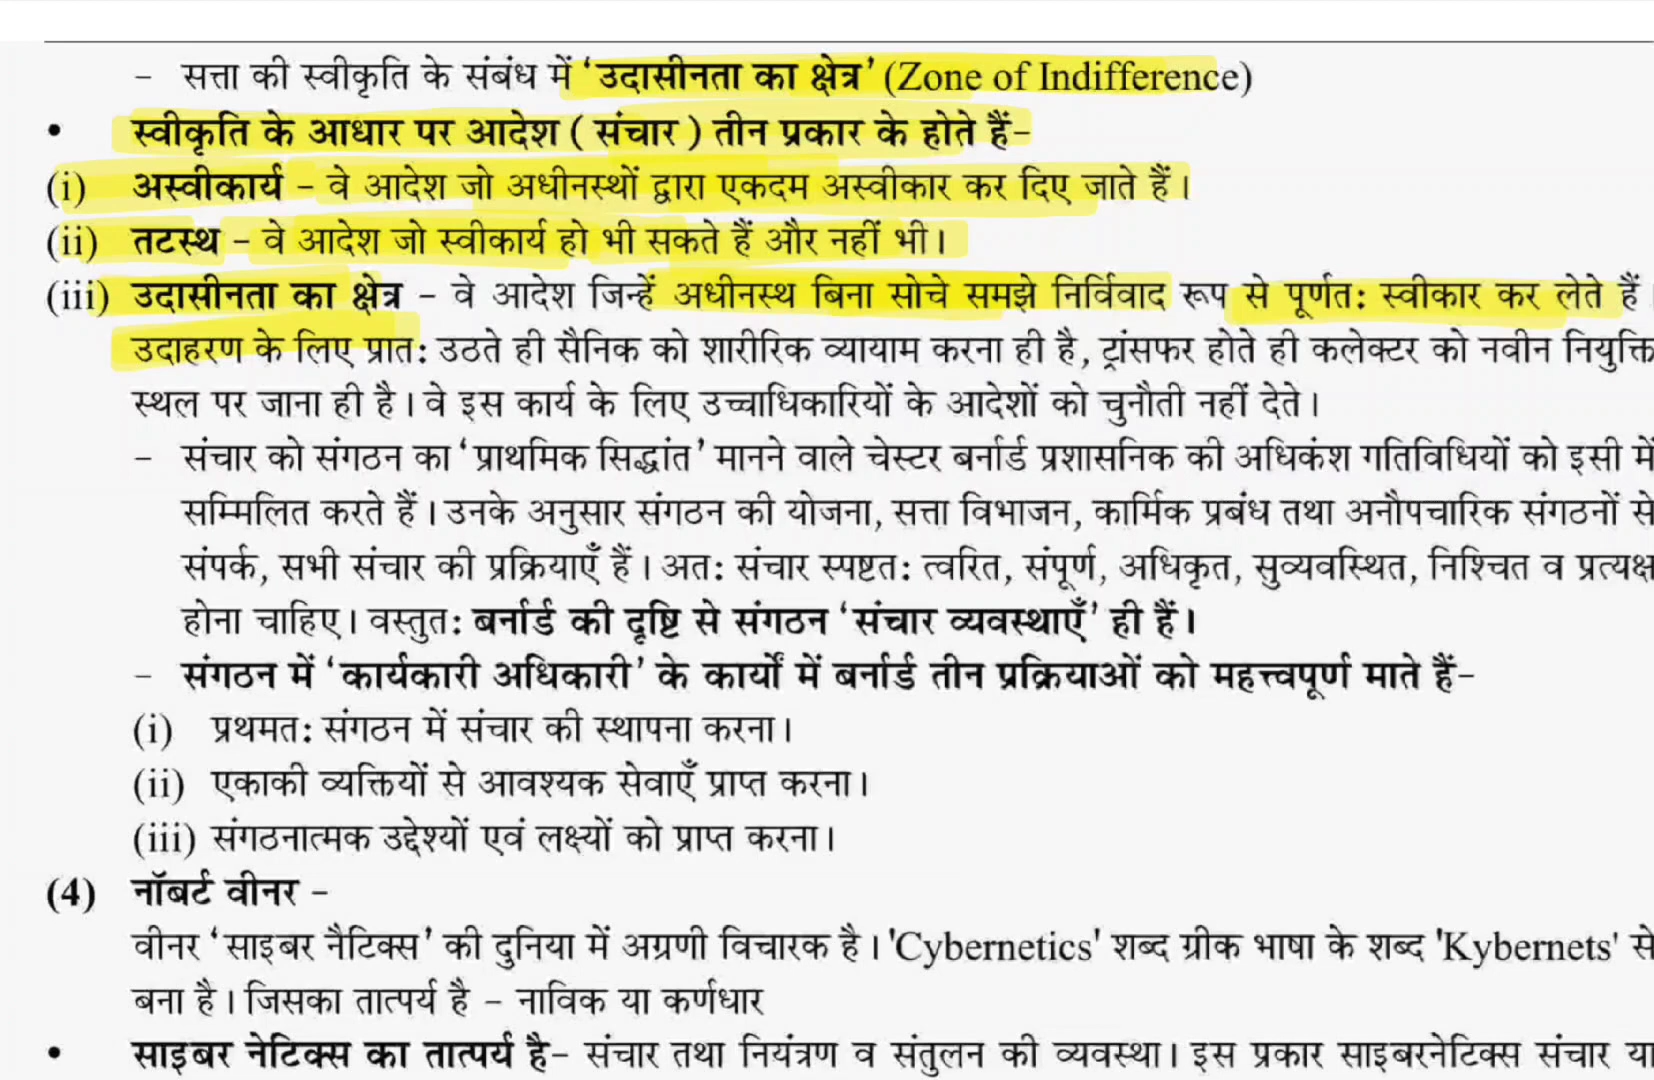 – सत्ता की स्वीकृति के संबंध में ‘उदासीनता का क्षेत्र’ (Zone of Indifference)
• स्वीकृति के आधार पर आदेश ( संचार ) तीन प्रकार के होते हैं–
(i) अस्वीकार्य – वे आदेश जो अधीनस्थों द्वारा एकदम अस्वीकार कर दिए जाते हैं।
(ii) तटस्थ – वे आदेश जो स्वीकार्य हो भी सकते हैं और नहीं भी।
(iii) उदासीनता का क्षेत्र – वे आदेश जिन्हें अधीनस्थ बिना सोचे समझे निर्विवाद रूप से पूर्णत: स्वीकार कर लेते हैं।
उदाहरण के लिए प्रात: उठते ही सैनिक को शारीरिक व्यायाम करना ही है, ट्रांसफर होते ही कलेक्टर को नवीन नियुक्ति
स्थल पर जाना ही है। वे इस कार्य के लिए उच्चाधिकारियों के आदेशों को चुनौती नहीं देते।
– संचार को संगठन का ‘प्राथमिक सिद्धांत’ मानने वाले चेस्टर बर्नार्ड प्रशासनिक की अधिकंश गतिविधियों को इसी में
सम्मिलित करते हैं। उनके अनुसार संगठन की योजना, सत्ता विभाजन, कार्मिक प्रबंध तथा अनौपचारिक संगठनों से
संपर्क, सभी संचार की प्रक्रियाएँ हैं। अत: संचार स्पष्टत: त्वरित, संपूर्ण, अधिकृत, सुव्यवस्थित, निश्चित व प्रत्यक्ष
होना चाहिए। वस्तुत: बर्नार्ड की दृष्टि से संगठन ‘संचार व्यवस्थाएँ’ ही हैं।
– संगठन में ‘कार्यकारी अधिकारी’ के कार्यों में बर्नार्ड तीन प्रक्रियाओं को महत्त्वपूर्ण माते हैं–
(i) प्रथमत: संगठन में संचार की स्थापना करना।
(ii) एकाकी व्यक्तियों से आवश्यक सेवाएँ प्राप्त करना।
(iii) संगठनात्मक उद्देश्यों एवं लक्ष्यों को प्राप्त करना।
(4) नॉबर्ट वीनर –
वीनर ‘साइबर नैटिक्स’ की दुनिया में अग्रणी विचारक है। 'Cybernetics' शब्द ग्रीक भाषा के शब्द 'Kybernets' से
बना है। जिसका तात्पर्य है – नाविक या कर्णधार
• साइबर नेटिक्स का तात्पर्य है– संचार तथा नियंत्रण व संतुलन की व्यवस्था। इस प्रकार साइबरनेटिक्स संचार या